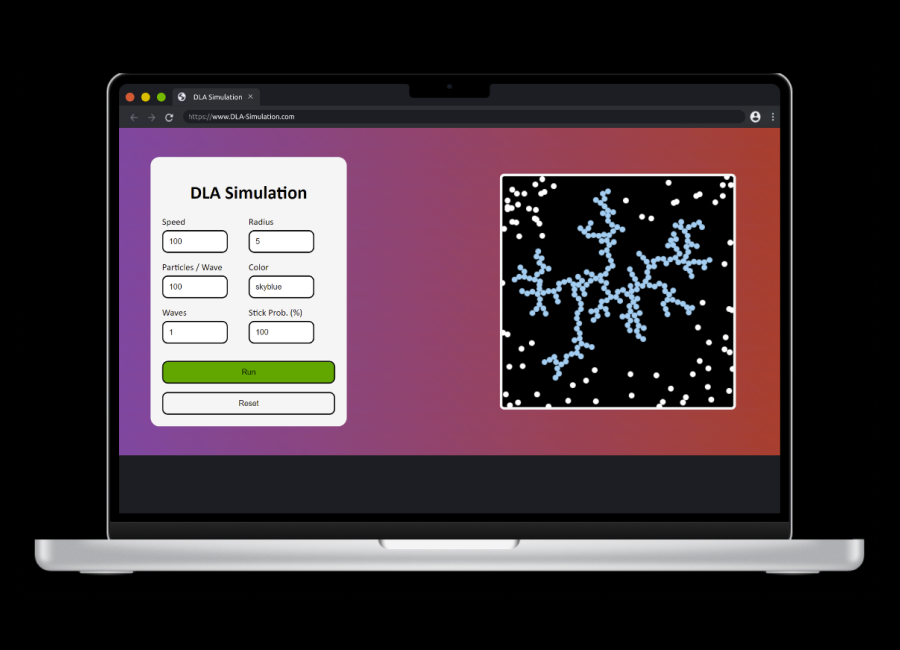 DLA Simulation
https://www.DLA-Simulation.com
DLA Simulation
Speed Radius
100 5
Particles / Wave Color
100 skyblue
Waves Stick Prob. (%)
1 100
Run
Reset